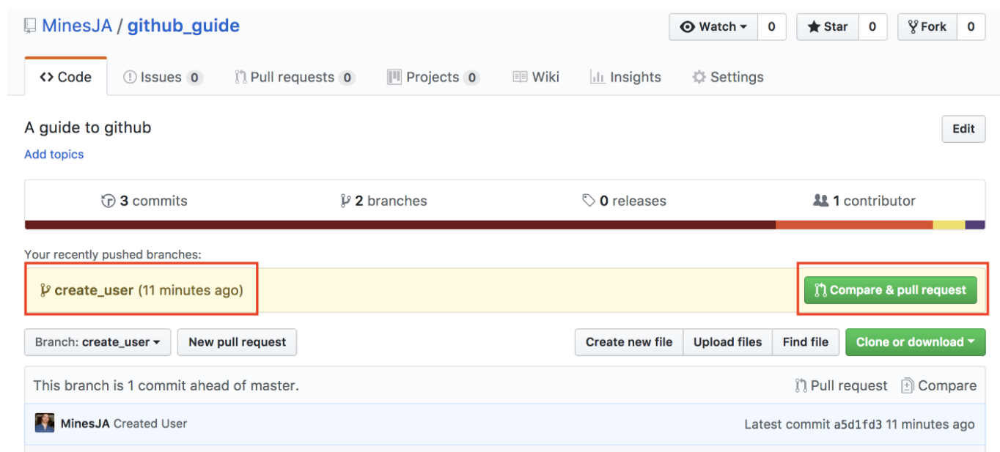 MinesJA / github_guide Watch 0 Star 0 Fork 0
Code Issues 0 Pull requests 0 Projects 0 Wiki Insights Settings
A guide to github Edit
Add topics
3 commits 2 branches 0 releases 1 contributor
Your recently pushed branches:
create_user (11 minutes ago) Compare & pull request
Branch: create_user New pull request Create new file Upload files Find file Clone or download
This branch is 1 commit ahead of master. Pull request Compare
MinesJA Created User Latest commit a5d1fd3 11 minutes ago